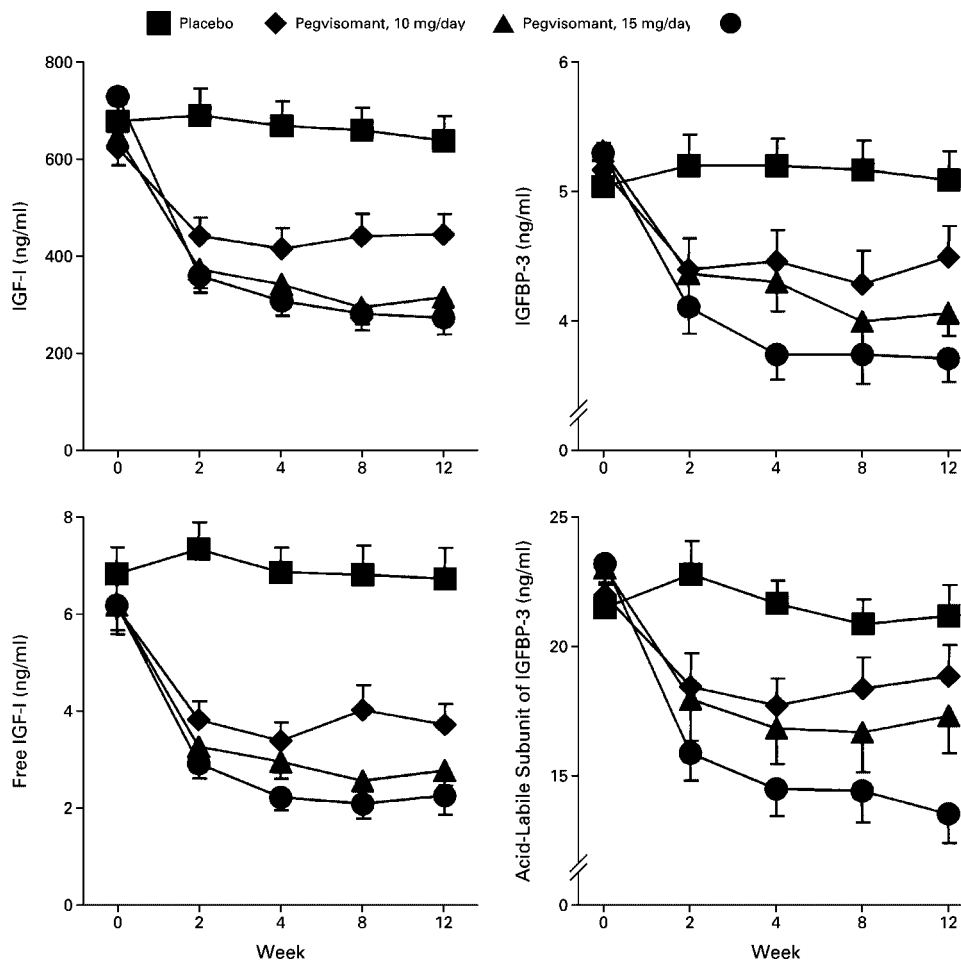 Placebo Pegvisomant, 10 mg/day Pegvisomant, 15 mg/day
800
600
400
200
0
IGF-I (ng/ml)
0 2 4 8 12
6
5
4
0
IGFBP-3 (ng/ml)
0 2 4 8 12
8
6
4
2
0
Free IGF-I (ng/ml)
0 2 4 8 12
Week
25
20
15
0
Acid-Labile Subunit of IGFBP-3 (ng/ml)
0 2 4 8 12
Week